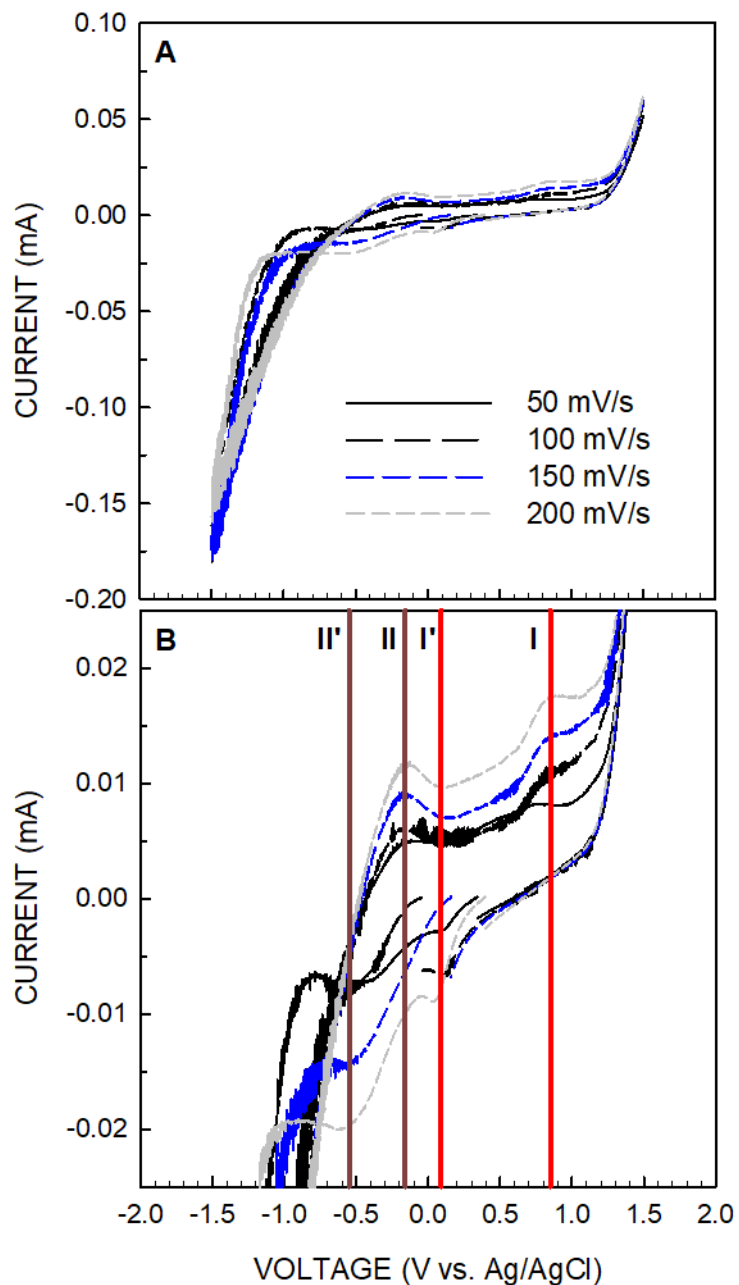 A
0.10
0.05
0.00
-0.05
-0.10
-0.15
-0.20
CURRENT (mA)
50 mV/s
100 mV/s
150 mV/s
200 mV/s
B
II' II I' I
0.02
0.01
0.00
-0.01
-0.02
CURRENT (mA)
-2.0 -1.5 -1.0 -0.5 0.0 0.5 1.0 1.5 2.0
VOLTAGE (V vs. Ag/AgCl)